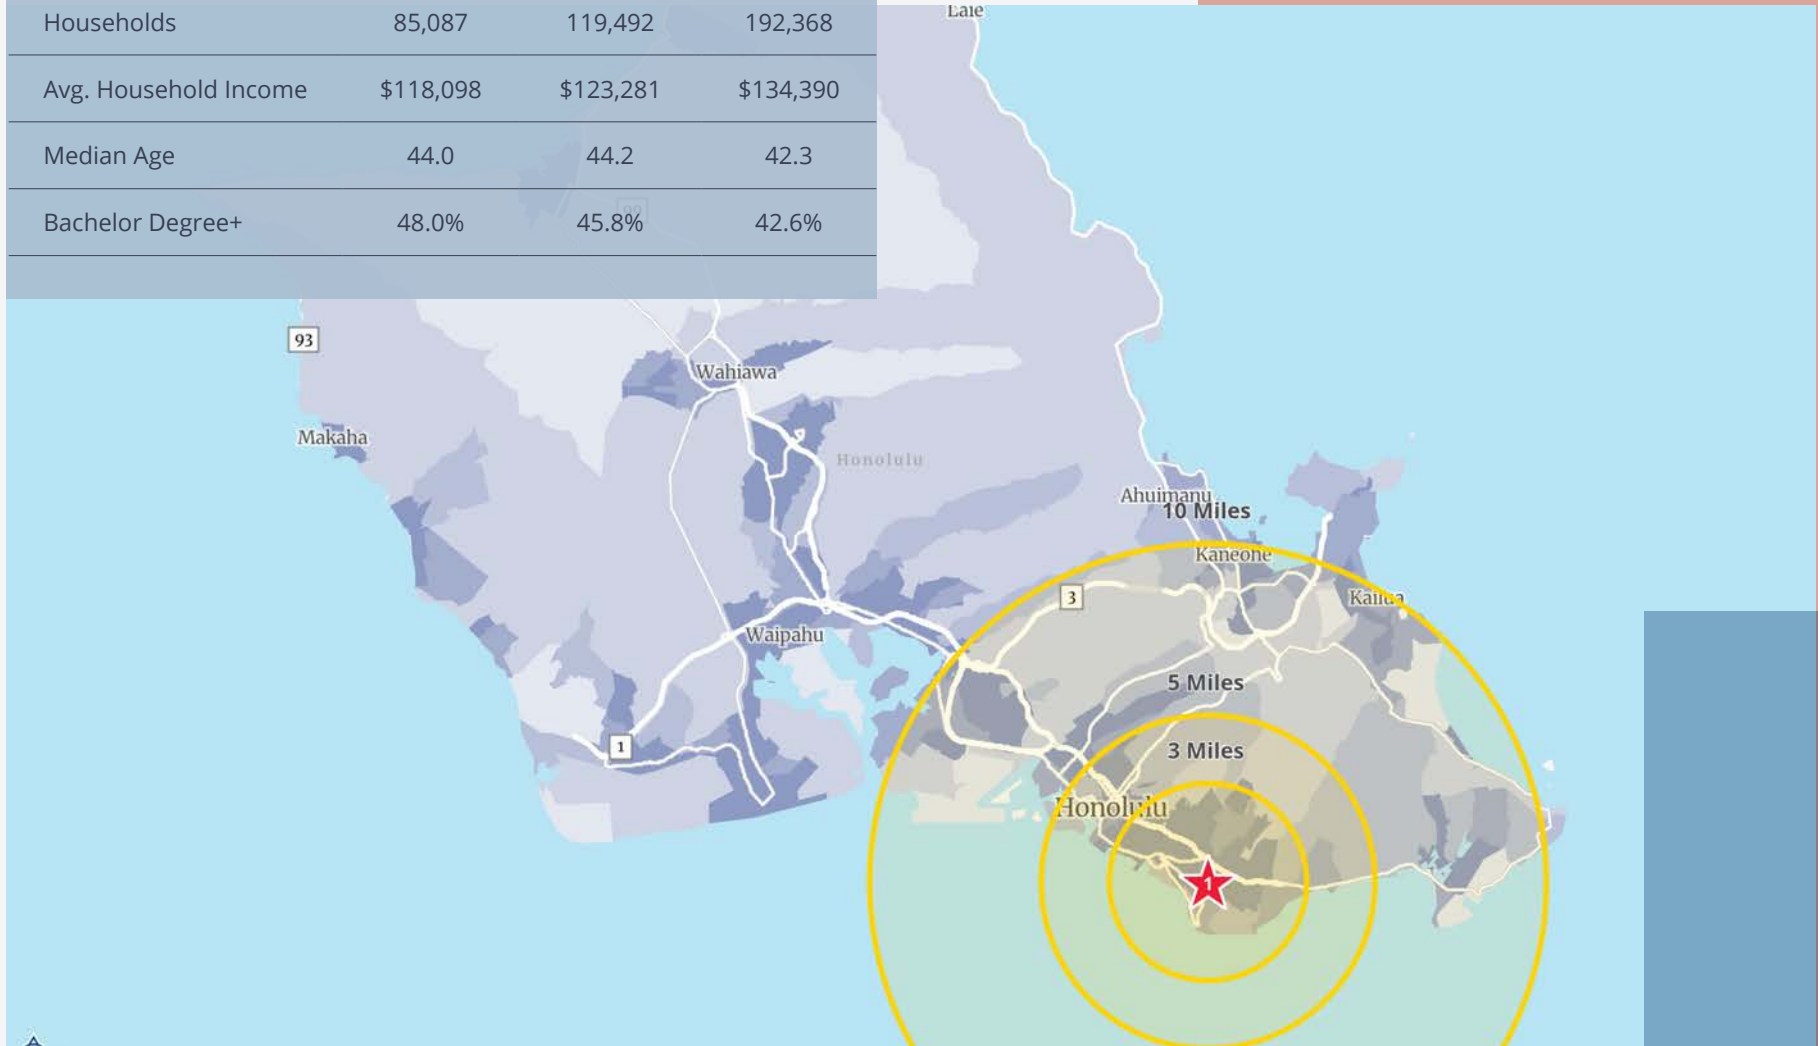 Households 85,087 119,492 192,368
Avg. Household Income $118,098 $123,281 $134,390
Median Age 44.0 44.2 42.3
Bachelor Degree+ 48.0% 45.8% 42.6%
Laie
99
93
Wahiawa
Makaha
Honolulu
Ahuimanu
10 Miles
Kaneohe
3
Kailua
Waipahu
5 Miles
1
3 Miles
Honolulu
1